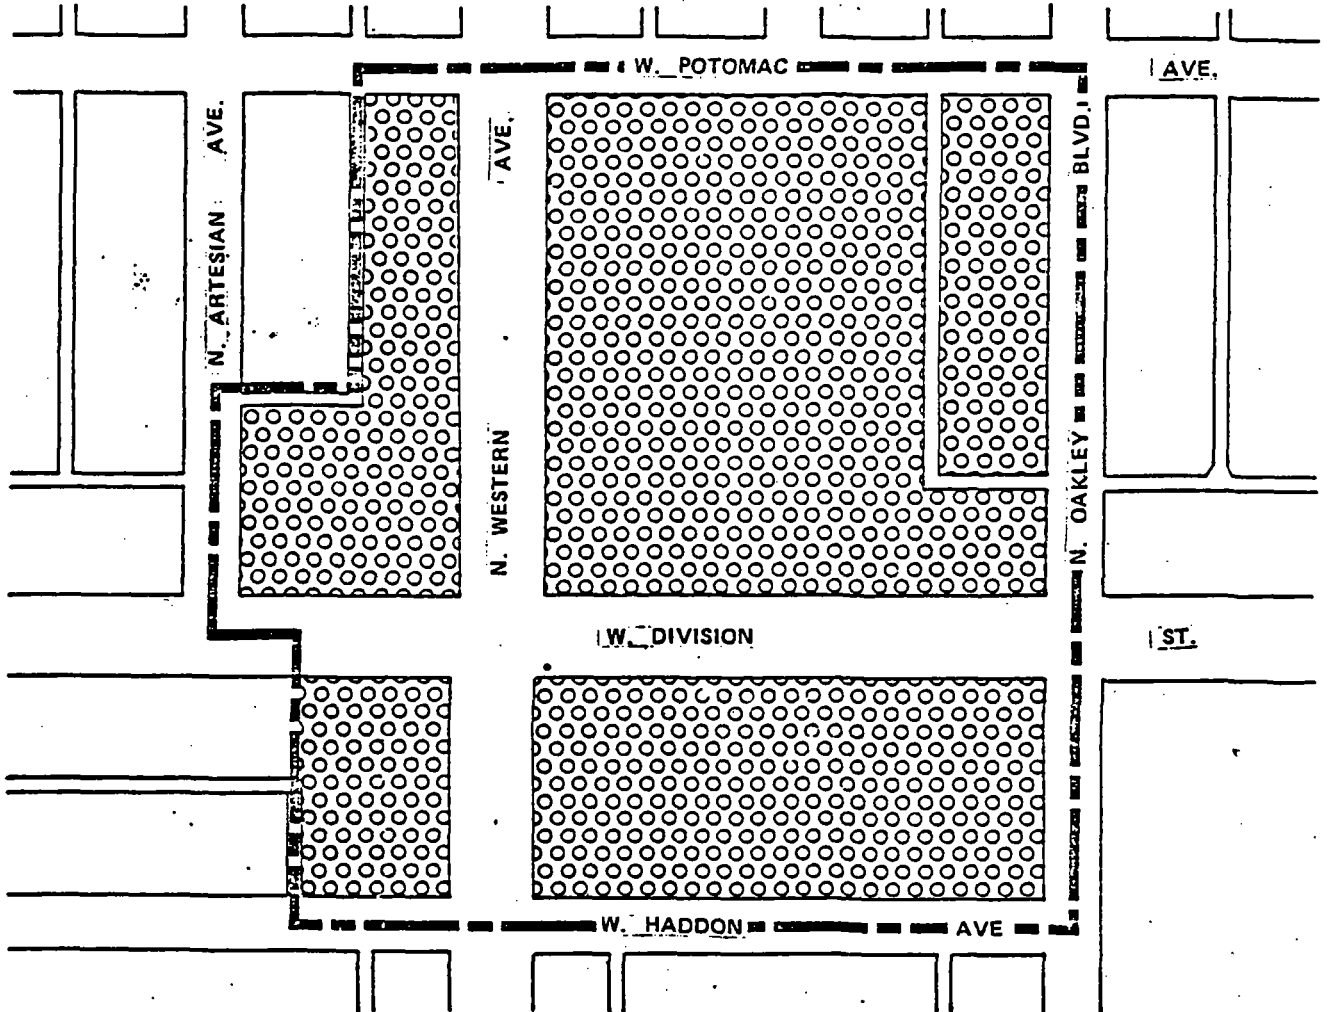 W. POTOMAC AVE.
N. ARTESIAN AVE.
N. WESTERN AVE.
N. OAKLEY BLVD.
W. DIVISION ST.
W. HADDON AVE